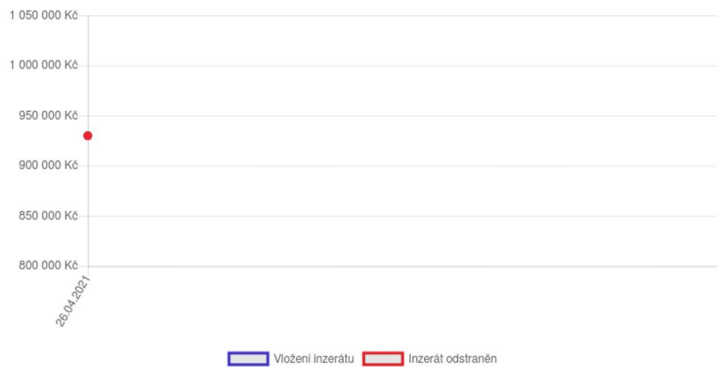 1 050 000 Kč
1 000 000 Kč
950 000 Kč
900 000 Kč
850 000 Kč
800 000 Kč
26.04.2021
Vložení inzerátu Inzerát odstraněn